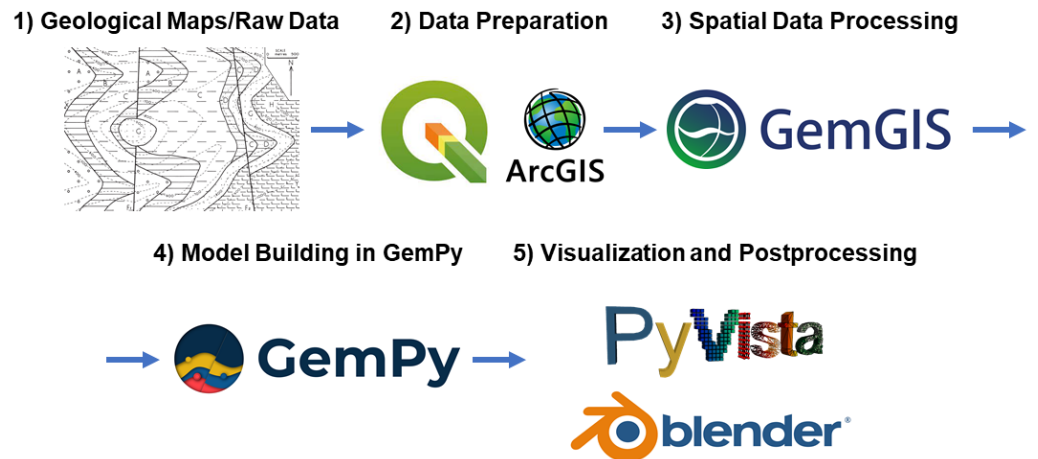 1) Geological Maps/Raw Data
2) Data Preparation
3) Spatial Data Processing
ArcGIS
GemGIS
4) Model Building in GemPy
5) Visualization and Postprocessing
GemPy
PyVista
blender®